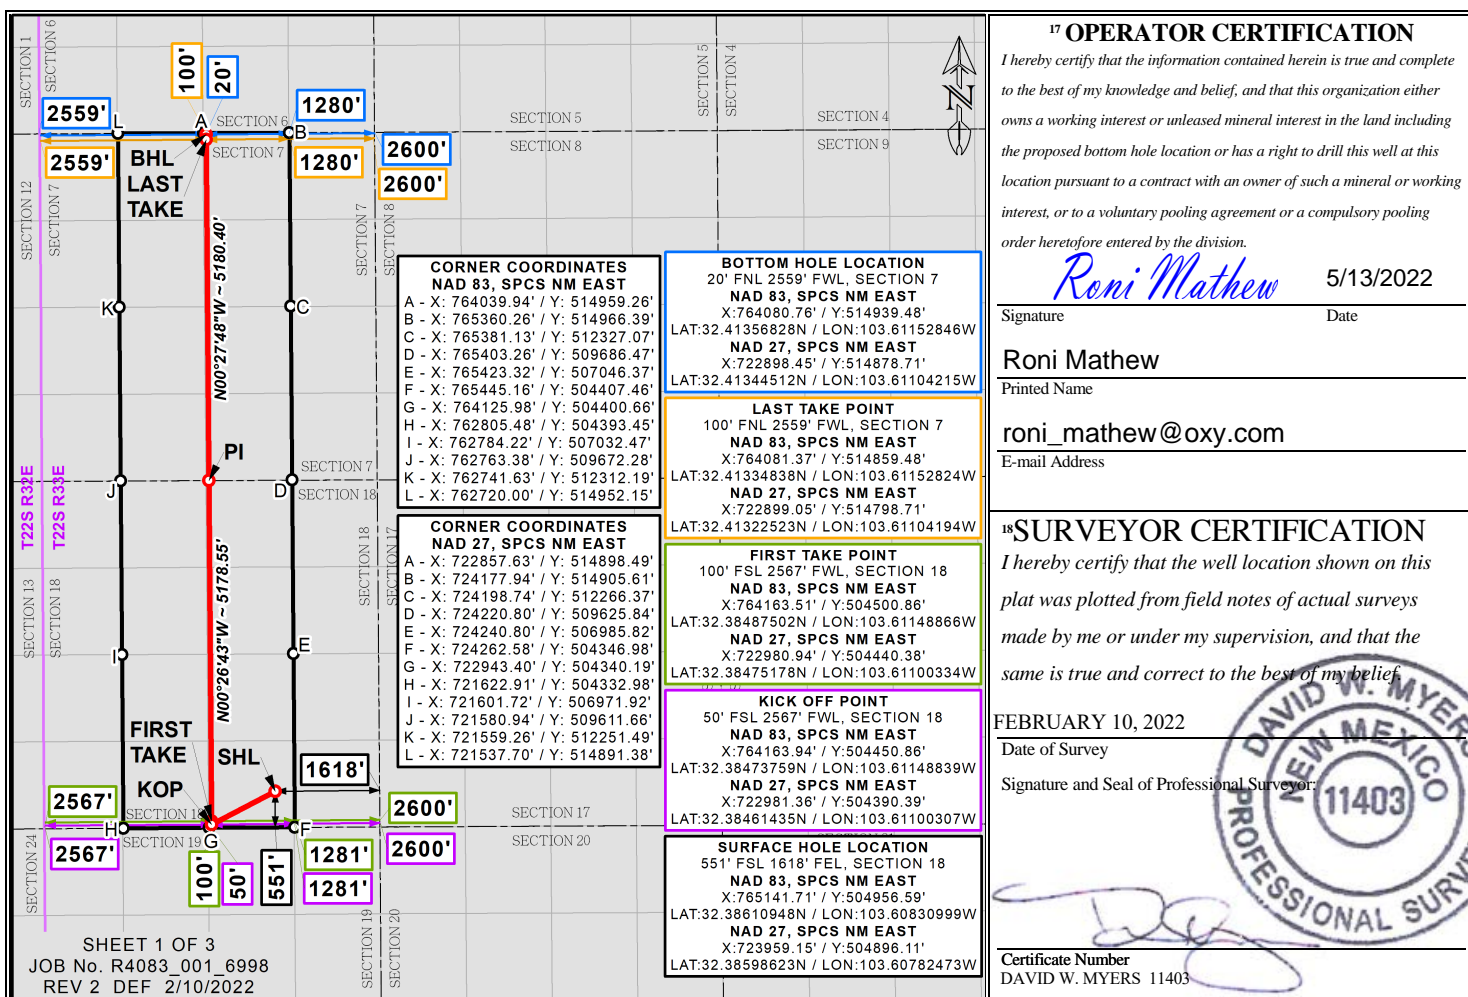 SECTION 1
SECTION 6
100'
20'
2559'
L
A
SECTION 6
1280'
B
SECTION 5
SECTION 5
SECTION 4
SECTION 4
N
2559'
BHL
LAST
TAKE
SECTION 7
1280'
2600'
2600'
SECTION 8
SECTION 9
SECTION 12
SECTION 7
SECTION 7
SECTION 8
N00°27'48"W ~ 5180.40'
K
C
PI
J
D
SECTION 7
SECTION 18
T22S R32E
T22S R33E
SECTION 13
SECTION 18
SECTION 18
SECTION 17
N00°26'43"W ~ 5178.55'
I
E
FIRST
TAKE
KOP
SHL
1618'
2567'
SECTION 18
2600'
SECTION 17
H
G
F
2567'
SECTION 19
100'
50'
551'
1281'
1281'
2600'
SECTION 20
SECTION 24
SECTION 19
SECTION 20
SHEET 1 OF 3
JOB No. R4083_001_6998
REV 2 DEF 2/10/2022
CORNER COORDINATES
NAD 83, SPCS NM EAST
A - X: 764039.94' / Y: 514959.26'
B - X: 765360.26' / Y: 514966.39'
C - X: 765381.13' / Y: 512327.07'
D - X: 765403.26' / Y: 509686.47'
E - X: 765423.32' / Y: 507046.37'
F - X: 765445.16' / Y: 504407.46'
G - X: 764125.98' / Y: 504400.66'
H - X: 762805.48' / Y: 504393.45'
I - X: 762784.22' / Y: 507032.47'
J - X: 762763.38' / Y: 509672.28'
K - X: 762741.63' / Y: 512312.19'
L - X: 762720.00' / Y: 514952.15'
CORNER COORDINATES
NAD 27, SPCS NM EAST
A - X: 722857.63' / Y: 514898.49'
B - X: 724177.94' / Y: 514905.61'
C - X: 724198.74' / Y: 512266.37'
D - X: 724220.80' / Y: 509625.84'
E - X: 724240.80' / Y: 506985.82'
F - X: 724262.58' / Y: 504346.98'
G - X: 722943.40' / Y: 504340.19'
H - X: 721622.91' / Y: 504332.98'
I - X: 721601.72' / Y: 506971.92'
J - X: 721580.94' / Y: 509611.66'
K - X: 721559.26' / Y: 512251.49'
L - X: 721537.70' / Y: 514891.38'
BOTTOM HOLE LOCATION
20' FNL 2559' FWL, SECTION 7
NAD 83, SPCS NM EAST
X:764080.76' / Y:514939.48'
LAT:32.41356828N / LON:103.61152846W
NAD 27, SPCS NM EAST
X:722898.45' / Y:514878.71'
LAT:32.41344512N / LON:103.61104215W
LAST TAKE POINT
100' FNL 2559' FWL, SECTION 7
NAD 83, SPCS NM EAST
X:764081.37' / Y:514859.48'
LAT:32.41334838N / LON:103.61152824W
NAD 27, SPCS NM EAST
X:722899.05' / Y:514798.71'
LAT:32.41322523N / LON:103.61104194W
FIRST TAKE POINT
100' FSL 2567' FWL, SECTION 18
NAD 83, SPCS NM EAST
X:764163.51' / Y:504500.86'
LAT:32.38487502N / LON:103.61148866W
NAD 27, SPCS NM EAST
X:722980.94' / Y:504440.38'
LAT:32.38475178N / LON:103.61100334W
KICK OFF POINT
50' FSL 2567' FWL, SECTION 18
NAD 83, SPCS NM EAST
X:764163.94' / Y:504450.86'
LAT:32.38473759N / LON:103.61148839W
NAD 27, SPCS NM EAST
X:722981.36' / Y:504390.39'
LAT:32.38461435N / LON:103.61100307W
SURFACE HOLE LOCATION
551' FSL 1618' FEL, SECTION 18
NAD 83, SPCS NM EAST
X:765141.71' / Y:504956.59'
LAT:32.38610948N / LON:103.60830999W
NAD 27, SPCS NM EAST
X:723959.15' / Y:504896.11'
LAT:32.38598623N / LON:103.60782473W
17 OPERATOR CERTIFICATION
I hereby certify that the information contained herein is true and complete
to the best of my knowledge and belief, and that this organization either
owns a working interest or unleased mineral interest in the land including
the proposed bottom hole location or has a right to drill this well at this
location pursuant to a contract with an owner of such a mineral or working
interest, or to a voluntary pooling agreement or a compulsory pooling
order heretofore entered by the division.
Roni Mathew 5/13/2022
Signature Date
Roni Mathew
Printed Name
roni_mathew@oxy.com
E-mail Address
18 SURVEYOR CERTIFICATION
I hereby certify that the well location shown on this
plat was plotted from field notes of actual surveys
made by me or under my supervision, and that the
same is true and correct to the best of my belief.
FEBRUARY 10, 2022
Date of Survey
Signature and Seal of Professional Surveyor:
DAVID W. MYERS
NEW MEXICO
11403
PROFESSIONAL SURVE
Certificate Number
DAVID W. MYERS 11403